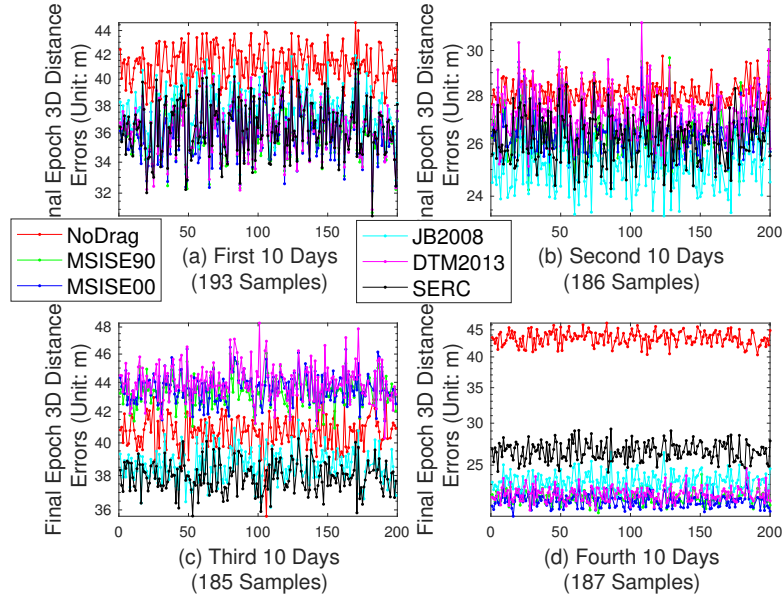 Final Epoch 3D Distance
Errors (Unit: m)
44
42
40
38
36
34
32
0
50
100
150
200
(a) First 10 Days
(193 Samples)
3D Distance
Errors (Unit: m)
30
28
26
24
0
50
100
150
200
(b) Second 10 Days
(186 Samples)
NoDrag
MSISE90
MSISE00
JB2008
DTM2013
SERC
Final Epoch 3D Distance
Errors (Unit: m)
48
46
44
42
40
38
36
0
50
100
150
200
(c) Third 10 Days
(185 Samples)
Final Epoch 3D Distance
Errors (Unit: m)
45
40
35
30
25
0
50
100
150
200
(d) Fourth 10 Days
(187 Samples)